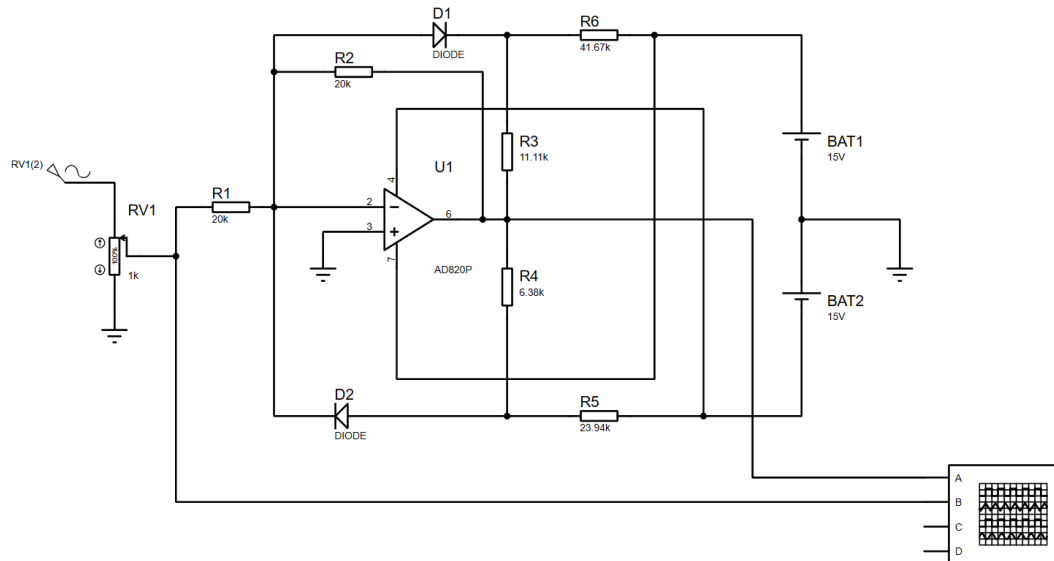 D1
DIODE
R6
41.67k
R2
20k
RV1(2)
RV1
100%
1k
R1
20k
U1
2
3
4
6
7
AD820P
R3
11.11k
R4
6.38k
BAT1
15V
BAT2
15V
D2
DIODE
R5
23.94k
A
B
C
D